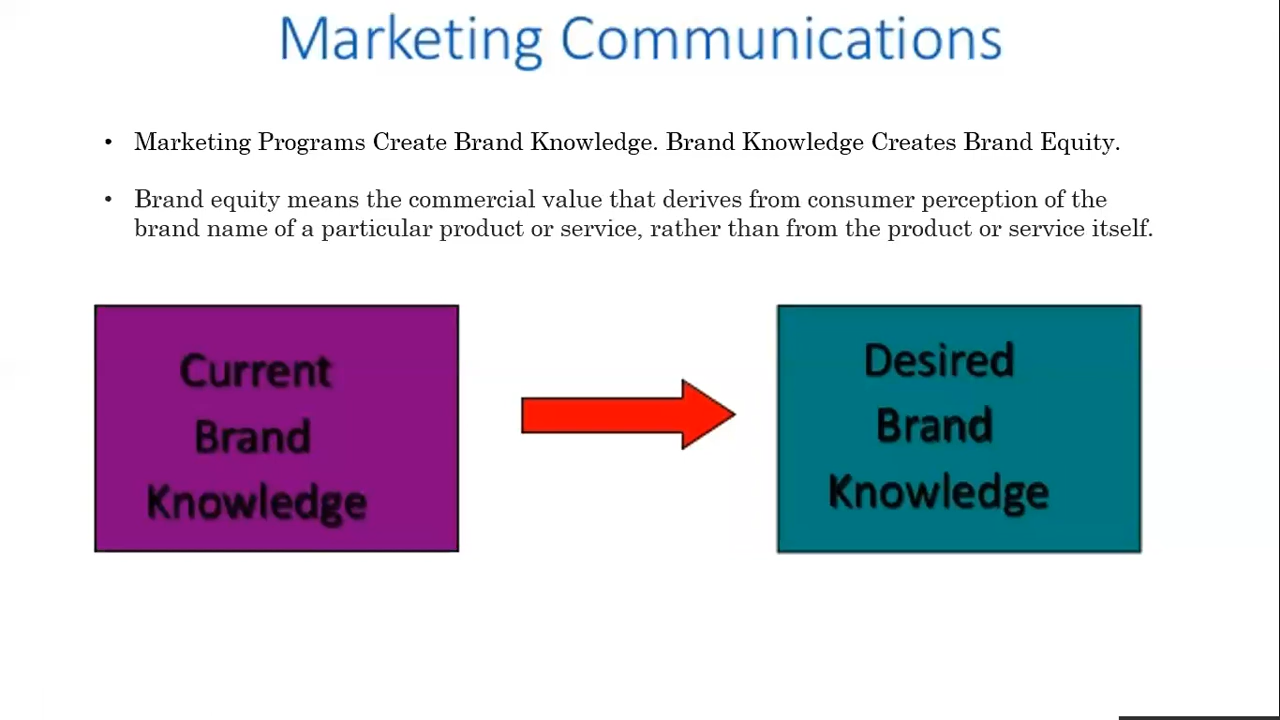 Marketing Communications
• Marketing Programs Create Brand Knowledge. Brand Knowledge Creates Brand Equity.
• Brand equity means the commercial value that derives from consumer perception of the
brand name of a particular product or service, rather than from the product or service itself.
Current
Brand
Knowledge
Desired
Brand
Knowledge